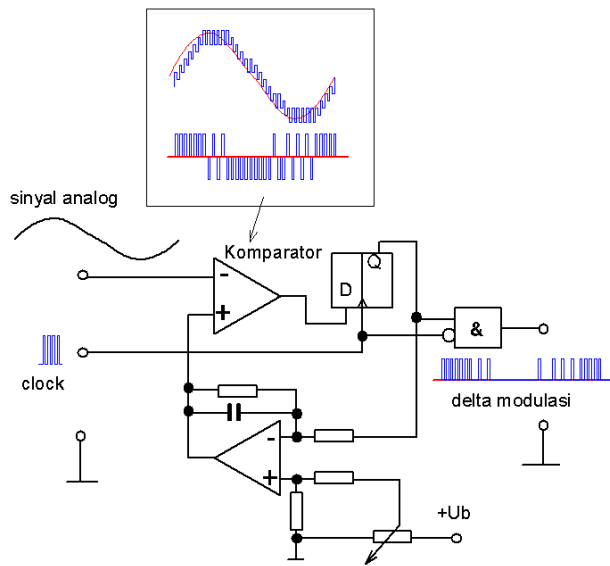 sinyal analog
Komparator
-
+
Q
D
&
clock
delta modulasi
-
+
+Ub